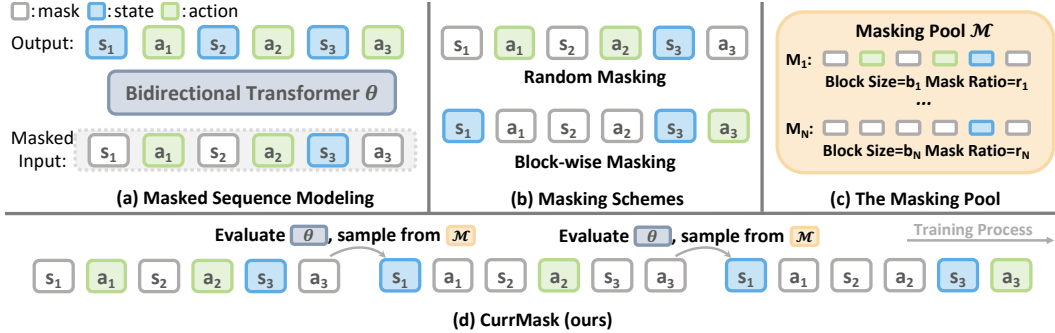 :mask :state :action
Output: s1 a1 s2 a2 s3 a3
Bidirectional Transformer θ
Masked Input: s1 a1 s2 a2 s3 a3
(a) Masked Sequence Modeling
s1 a1 s2 a2 s3 a3
Random Masking
s1 a1 s2 a2 s3 a3
Block-wise Masking
(b) Masking Schemes
Masking Pool ℳ
M1:
Block Size=b1 Mask Ratio=r1
...
MN:
Block Size=bN Mask Ratio=rN
(c) The Masking Pool
Evaluate θ, sample from ℳ
Evaluate θ, sample from ℳ
Training Process
s1 a1 s2 a2 s3 a3 s1 a1 s2 a2 s3 a3 s1 a1 s2 a2 s3 a3
(d) CurrMask (ours)